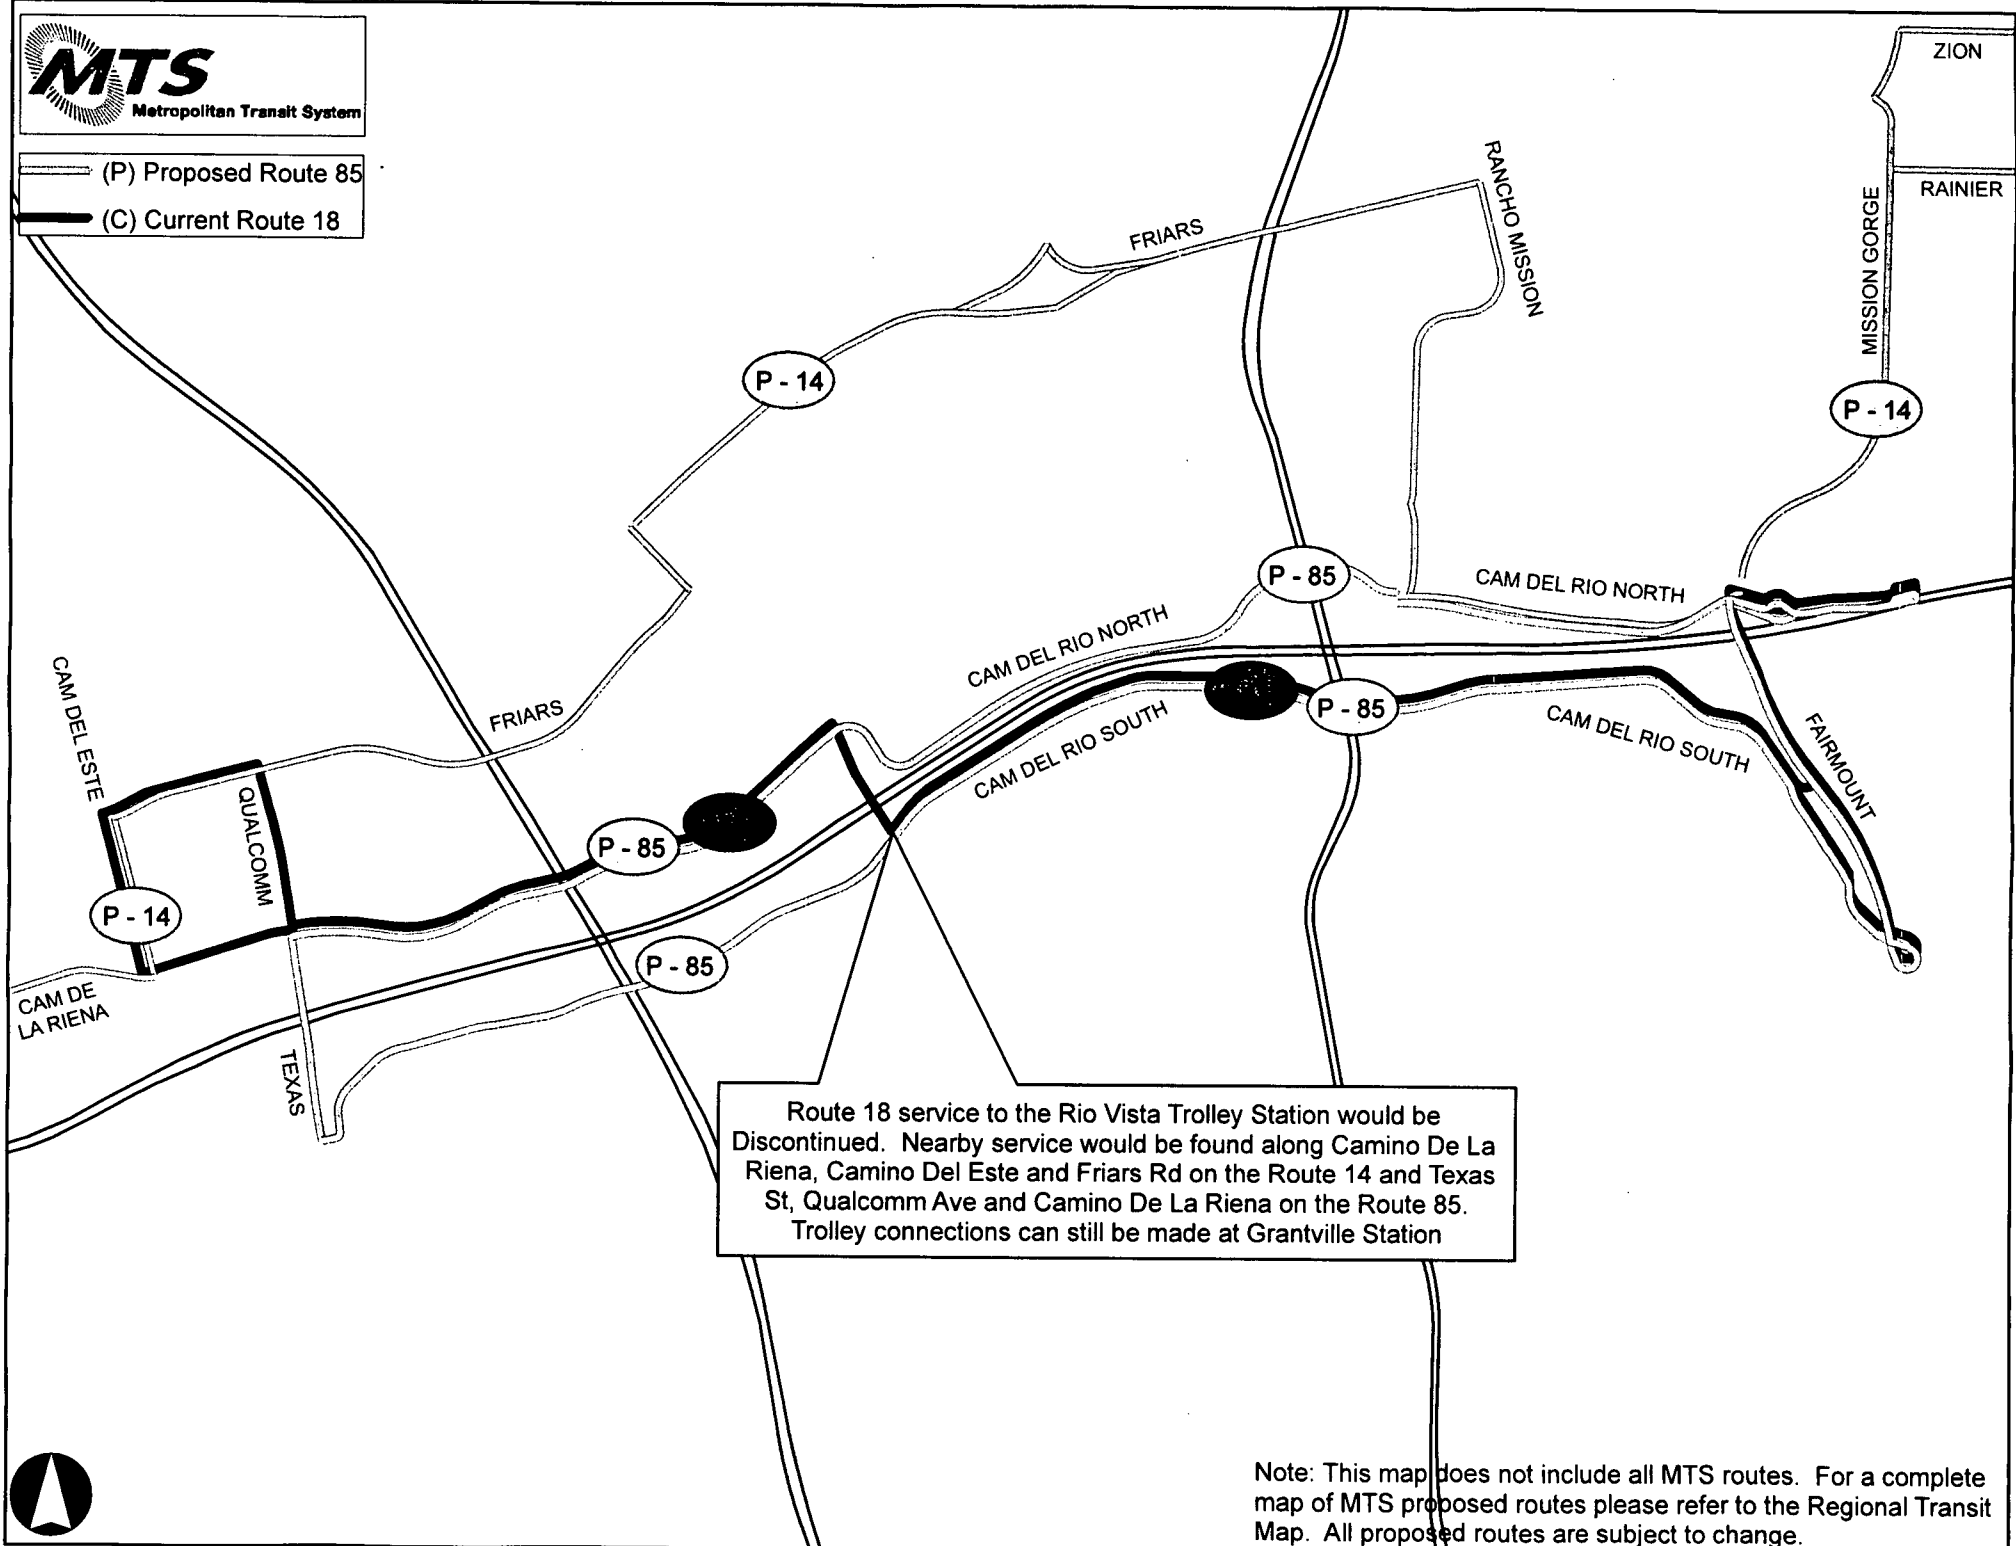 MTS
Metropolitan Transit System
(P) Proposed Route 85
(C) Current Route 18
ZION
RAINIER
MISSION GORGE
RANCHO MISSION
FRIARS
P - 14
P - 14
P - 85
CAM DEL RIO NORTH
CAM DEL RIO NORTH
CAM DEL ESTE
FRIARS
P - 85
CAM DEL RIO SOUTH
CAM DEL RIO SOUTH
FAIRMOUNT
QUALCOMM
P - 85
P - 14
P - 85
CAM DE
LA RIENA
TEXAS
Route 18 service to the Rio Vista Trolley Station would be
Discontinued. Nearby service would be found along Camino De La
Riena, Camino Del Este and Friars Rd on the Route 14 and Texas
St, Qualcomm Ave and Camino De La Riena on the Route 85.
Trolley connections can still be made at Grantville Station
Note: This map does not include all MTS routes. For a complete
map of MTS proposed routes please refer to the Regional Transit
Map. All proposed routes are subject to change.